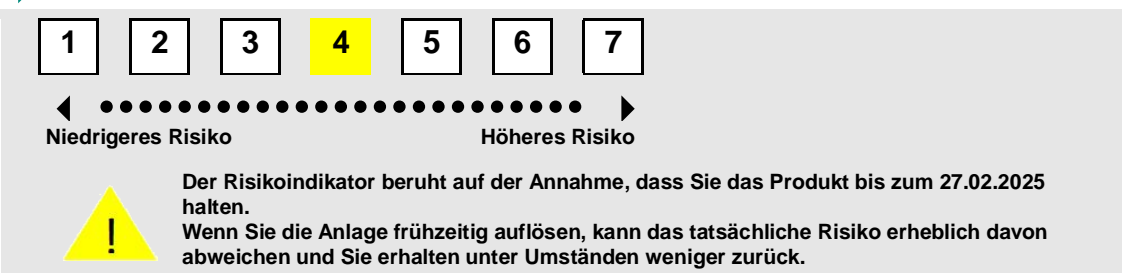 1 2 3 4 5 6 7
Niedrigeres Risiko Höheres Risiko
Der Risikoindikator beruht auf der Annahme, dass Sie das Produkt bis zum 27.02.2025
halten.
Wenn Sie die Anlage frühzeitig auflösen, kann das tatsächliche Risiko erheblich davon
abweichen und Sie erhalten unter Umständen weniger zurück.
!